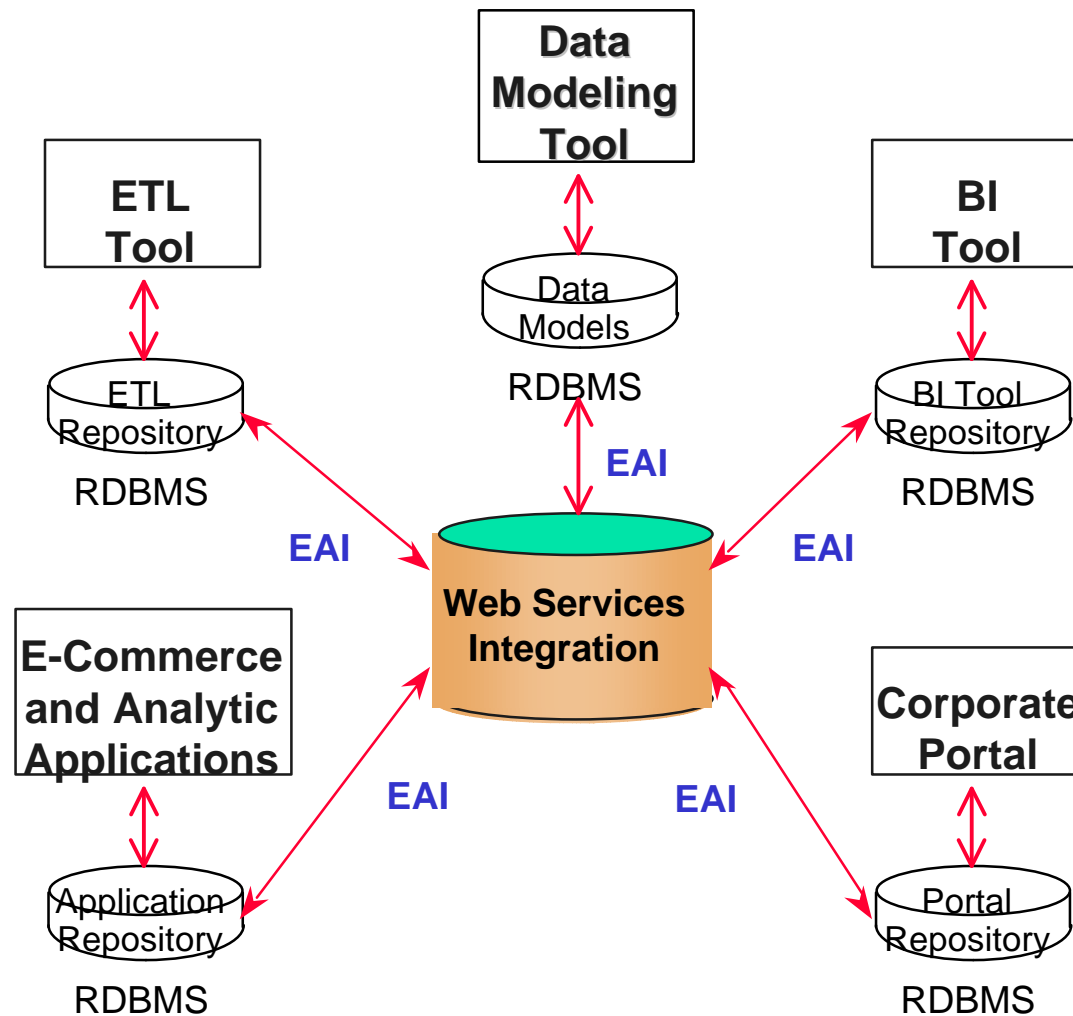 Data
Modeling
Tool
ETL
Tool
BI
Tool
Data
Models
RDBMS
ETL
Repository
RDBMS
BI Tool
Repository
RDBMS
EAI
EAI
EAI
Web Services
Integration
E-Commerce
and Analytic
Applications
Corporate
Portal
EAI
EAI
Application
Repository
RDBMS
Portal
Repository
RDBMS